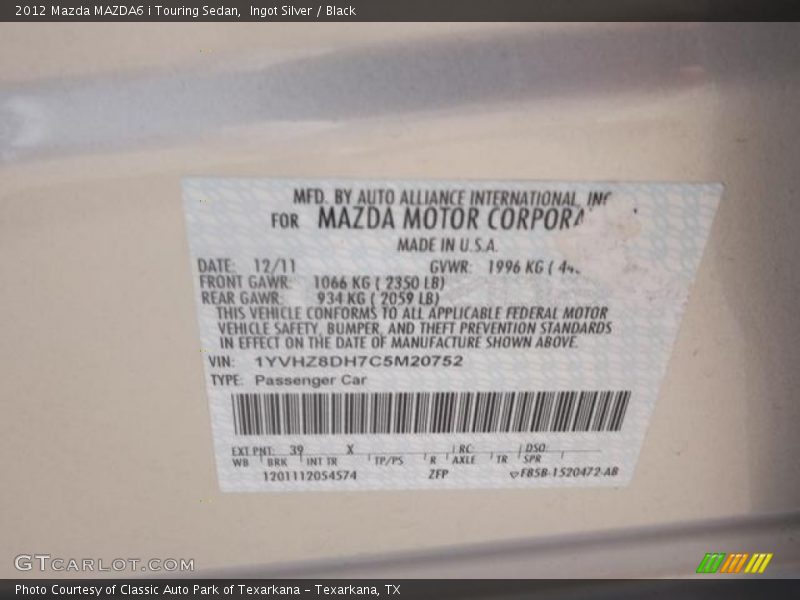 2012 Mazda MAZDA6 i Touring Sedan, Ingot Silver / Black
MFD. BY AUTO ALLIANCE INTERNATIONAL, INC
FOR MAZDA MOTOR CORPORA
MADE IN U.S.A.
DATE: 12/11 GVWR: 1996 KG ( 44
FRONT GAWR: 1066 KG ( 2350 LB)
REAR GAWR: 934 KG ( 2059 LB)
THIS VEHICLE CONFORMS TO ALL APPLICABLE FEDERAL MOTOR
VEHICLE SAFETY, BUMPER, AND THEFT PREVENTION STANDARDS
IN EFFECT ON THE DATE OF MANUFACTURE SHOWN ABOVE.
VIN: 1YVHZ8DH7C5M20752
TYPE: Passenger Car
EXT PNT: 39 X RC: DSO:
WB BRK INT TR TP/PS R AXLE TR SPR
1201112054574 ZFP F85B-1520472-AB
GTCARLOT.COM
Photo Courtesy of Classic Auto Park of Texarkana – Texarkana, TX